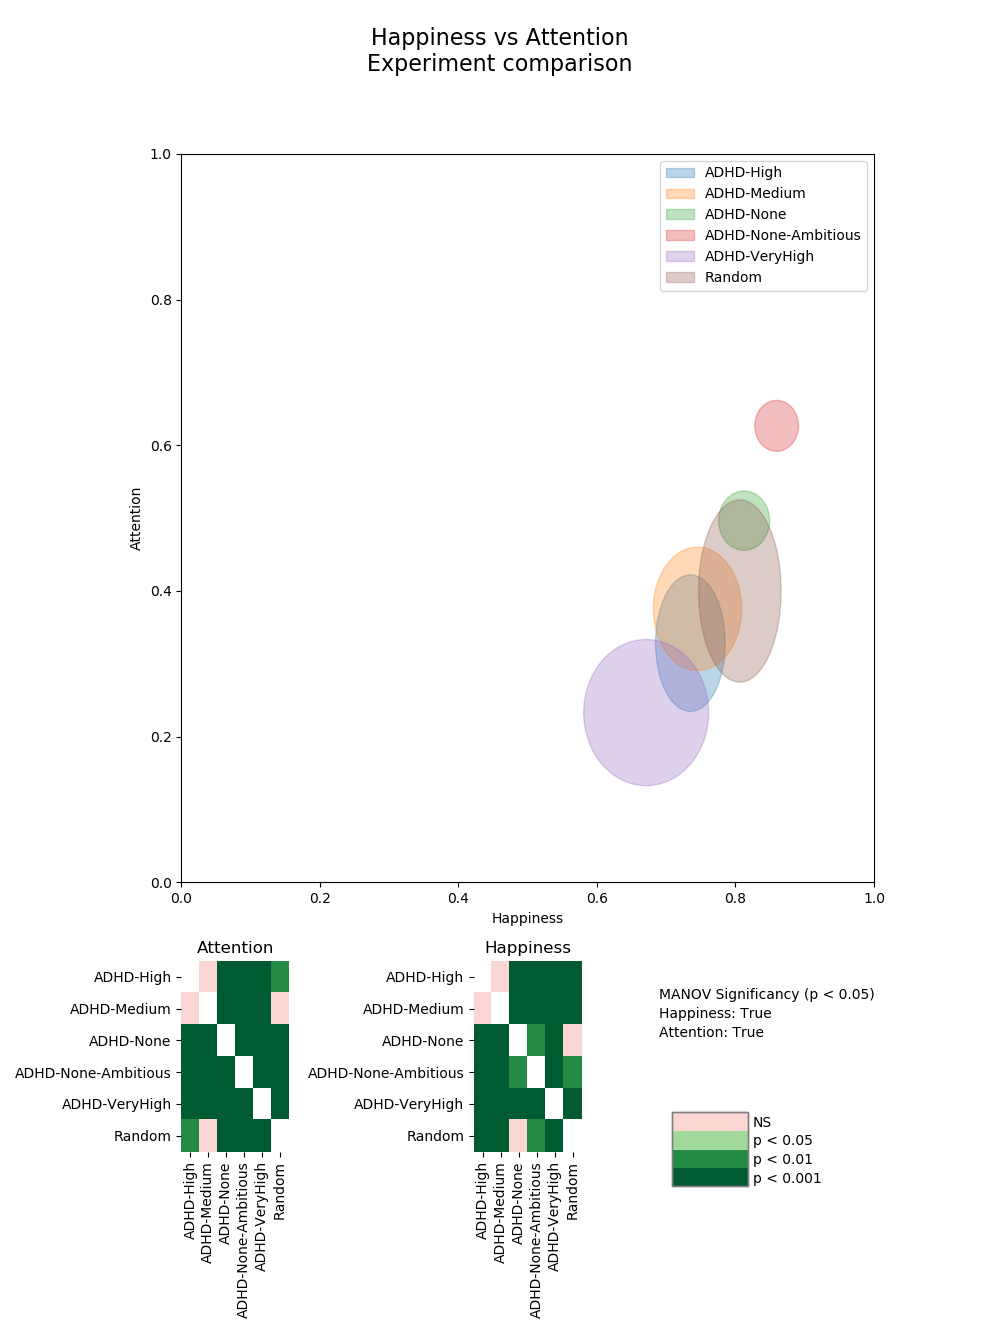 Happiness vs Attention
Experiment comparison
1.0
0.8
0.6
0.4
0.2
0.0
Attention
ADHD-High
ADHD-Medium
ADHD-None
ADHD-None-Ambitious
ADHD-VeryHigh
Random
0.0 0.2 0.4 0.6 0.8 1.0
Happiness
Attention
ADHD-High
ADHD-Medium
ADHD-None
ADHD-None-Ambitious
ADHD-VeryHigh
Random
ADHD-High
ADHD-Medium
ADHD-None
ADHD-None-Ambitious
ADHD-VeryHigh
Random
Happiness
ADHD-High
ADHD-Medium
ADHD-None
ADHD-None-Ambitious
ADHD-VeryHigh
Random
ADHD-High
ADHD-Medium
ADHD-None
ADHD-None-Ambitious
ADHD-VeryHigh
Random
MANOV Significancy (p < 0.05)
Happiness: True
Attention: True
NS
p < 0.05
p < 0.01
p < 0.001